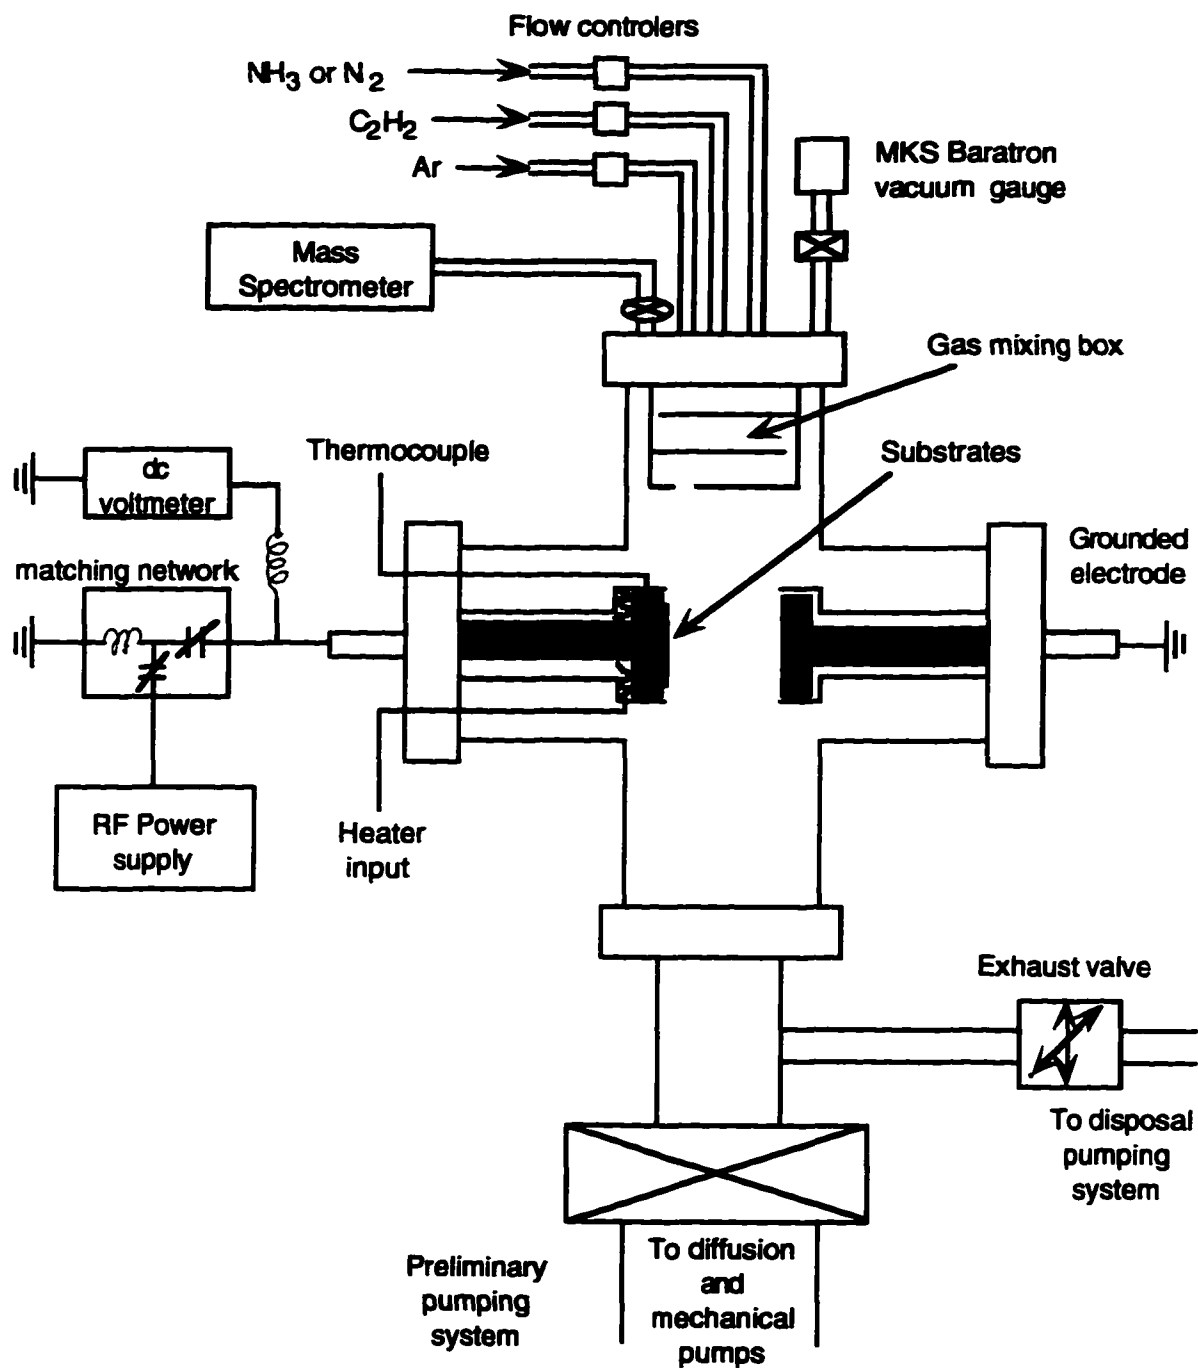 Flow controlers
NH3 or N2
C2H2
Ar
MKS Baratron
vacuum gauge
Mass
Spectrometer
Gas mixing box
Thermocouple
Substrates
dc
voltmeter
Grounded
electrode
matching network
RF Power
supply
Heater
input
Exhaust valve
To disposal
pumping
system
Preliminary
pumping
system
To diffusion
and
mechanical
pumps